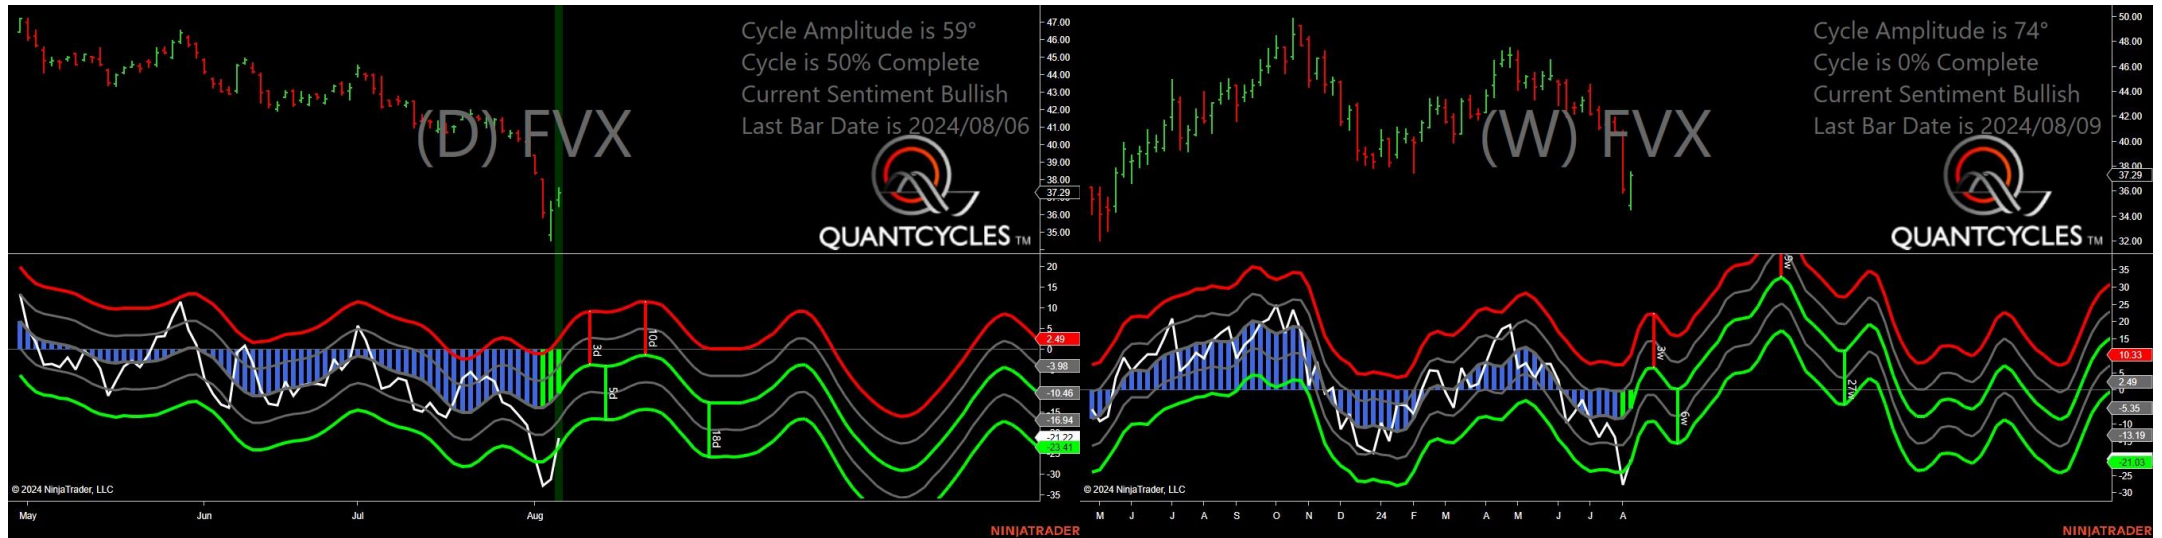 Cycle Amplitude is 59°
Cycle is 50% Complete
Current Sentiment Bullish
Last Bar Date is 2024/08/06
(D) FVX
QUANTCYCLES TM
47.00
46.00
45.00
44.00
43.00
42.00
41.00
40.00
39.00
38.00
37.29
36.00
35.00
20
15
10
5
2.49
0
-3.98
-10.46
-15
-16.94
-21.22
-23.41
-30
-35
3d
5d
10d
18d
© 2024 NinjaTrader, LLC
May
Jun
Jul
Aug
NINJATRADER
Cycle Amplitude is 74°
Cycle is 0% Complete
Current Sentiment Bullish
Last Bar Date is 2024/08/09
(W) FVX
QUANTCYCLES TM
50.00
48.00
46.00
44.00
42.00
40.00
38.00
37.29
36.00
34.00
32.00
35
30
25
20
15
10.33
5
2.49
0
-5.35
-10
-13.19
-21.03
-25
-30
3w
6w
9w
27w
© 2024 NinjaTrader, LLC
M
J
J
A
S
O
N
D
24
F
M
A
M
J
J
A
NINJATRADER